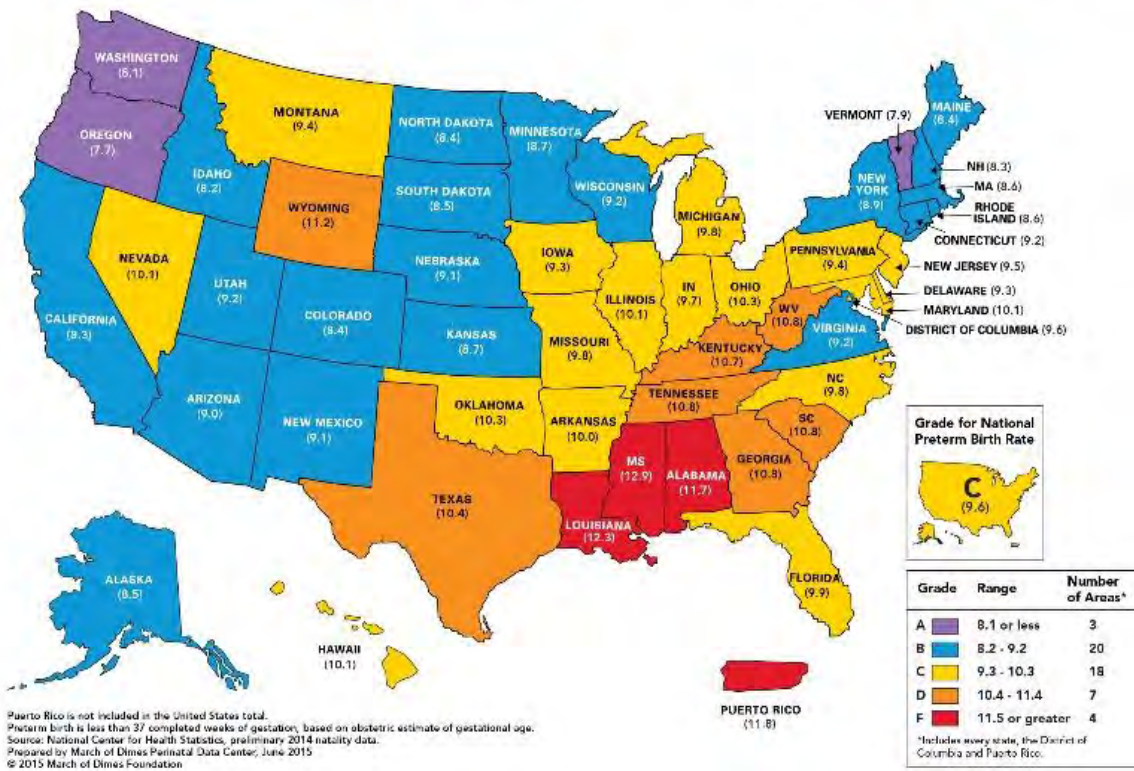 WASHINGTON
(8.1)
OREGON
(7.7)
MONTANA
(9.4)
IDAHO
(8.2)
WYOMING
(11.2)
NEVADA
(10.1)
CALIFORNIA
(8.3)
UTAH
(9.2)
COLORADO
(8.4)
ARIZONA
(9.0)
NEW MEXICO
(9.1)
NORTH DAKOTA
(8.4)
SOUTH DAKOTA
(8.5)
NEBRASKA
(9.1)
KANSAS
(8.7)
OKLAHOMA
(10.3)
TEXAS
(10.4)
MINNESOTA
(8.7)
WISCONSIN
(9.2)
IOWA
(9.3)
MISSOURI
(9.8)
ARKANSAS
(10.0)
LOUISIANA
(12.3)
MICHIGAN
(9.8)
ILLINOIS
(10.1)
IN
(9.7)
OHIO
(10.3)
KENTUCKY
(10.7)
TENNESSEE
(10.8)
MS
(12.9)
ALABAMA
(11.7)
GEORGIA
(10.8)
FLORIDA
(9.9)
SC
(10.8)
NC
(9.8)
VIRGINIA
(9.2)
WV
(10.8)
PENNSYLVANIA
(9.4)
NEW
YORK
(8.9)
VERMONT (7.9)
MAINE
(8.4)
NH (8.3)
MA (8.6)
RHODE
ISLAND (8.6)
CONNECTICUT (9.2)
NEW JERSEY (9.5)
DELAWARE (9.3)
MARYLAND (10.1)
DISTRICT OF COLUMBIA (9.6)
ALASKA
(8.5)
HAWAII
(10.1)
PUERTO RICO
(11.8)
Grade for National
Preterm Birth Rate
C
(9.6)
Grade Range Number
of Areas*
A 8.1 or less 3
B 8.2 - 9.2 20
C 9.3 - 10.3 18
D 10.4 - 11.4 7
F 11.5 or greater 4
*Includes every state, the District of
Columbia and Puerto Rico.
Puerto Rico is not included in the United States total.
Preterm birth is less than 37 completed weeks of gestation, based on obstetric estimate of gestational age.
Source: National Center for Health Statistics, preliminary 2014 natality data.
Prepared by March of Dimes Perinatal Data Center, June 2015
© 2015 March of Dimes Foundation